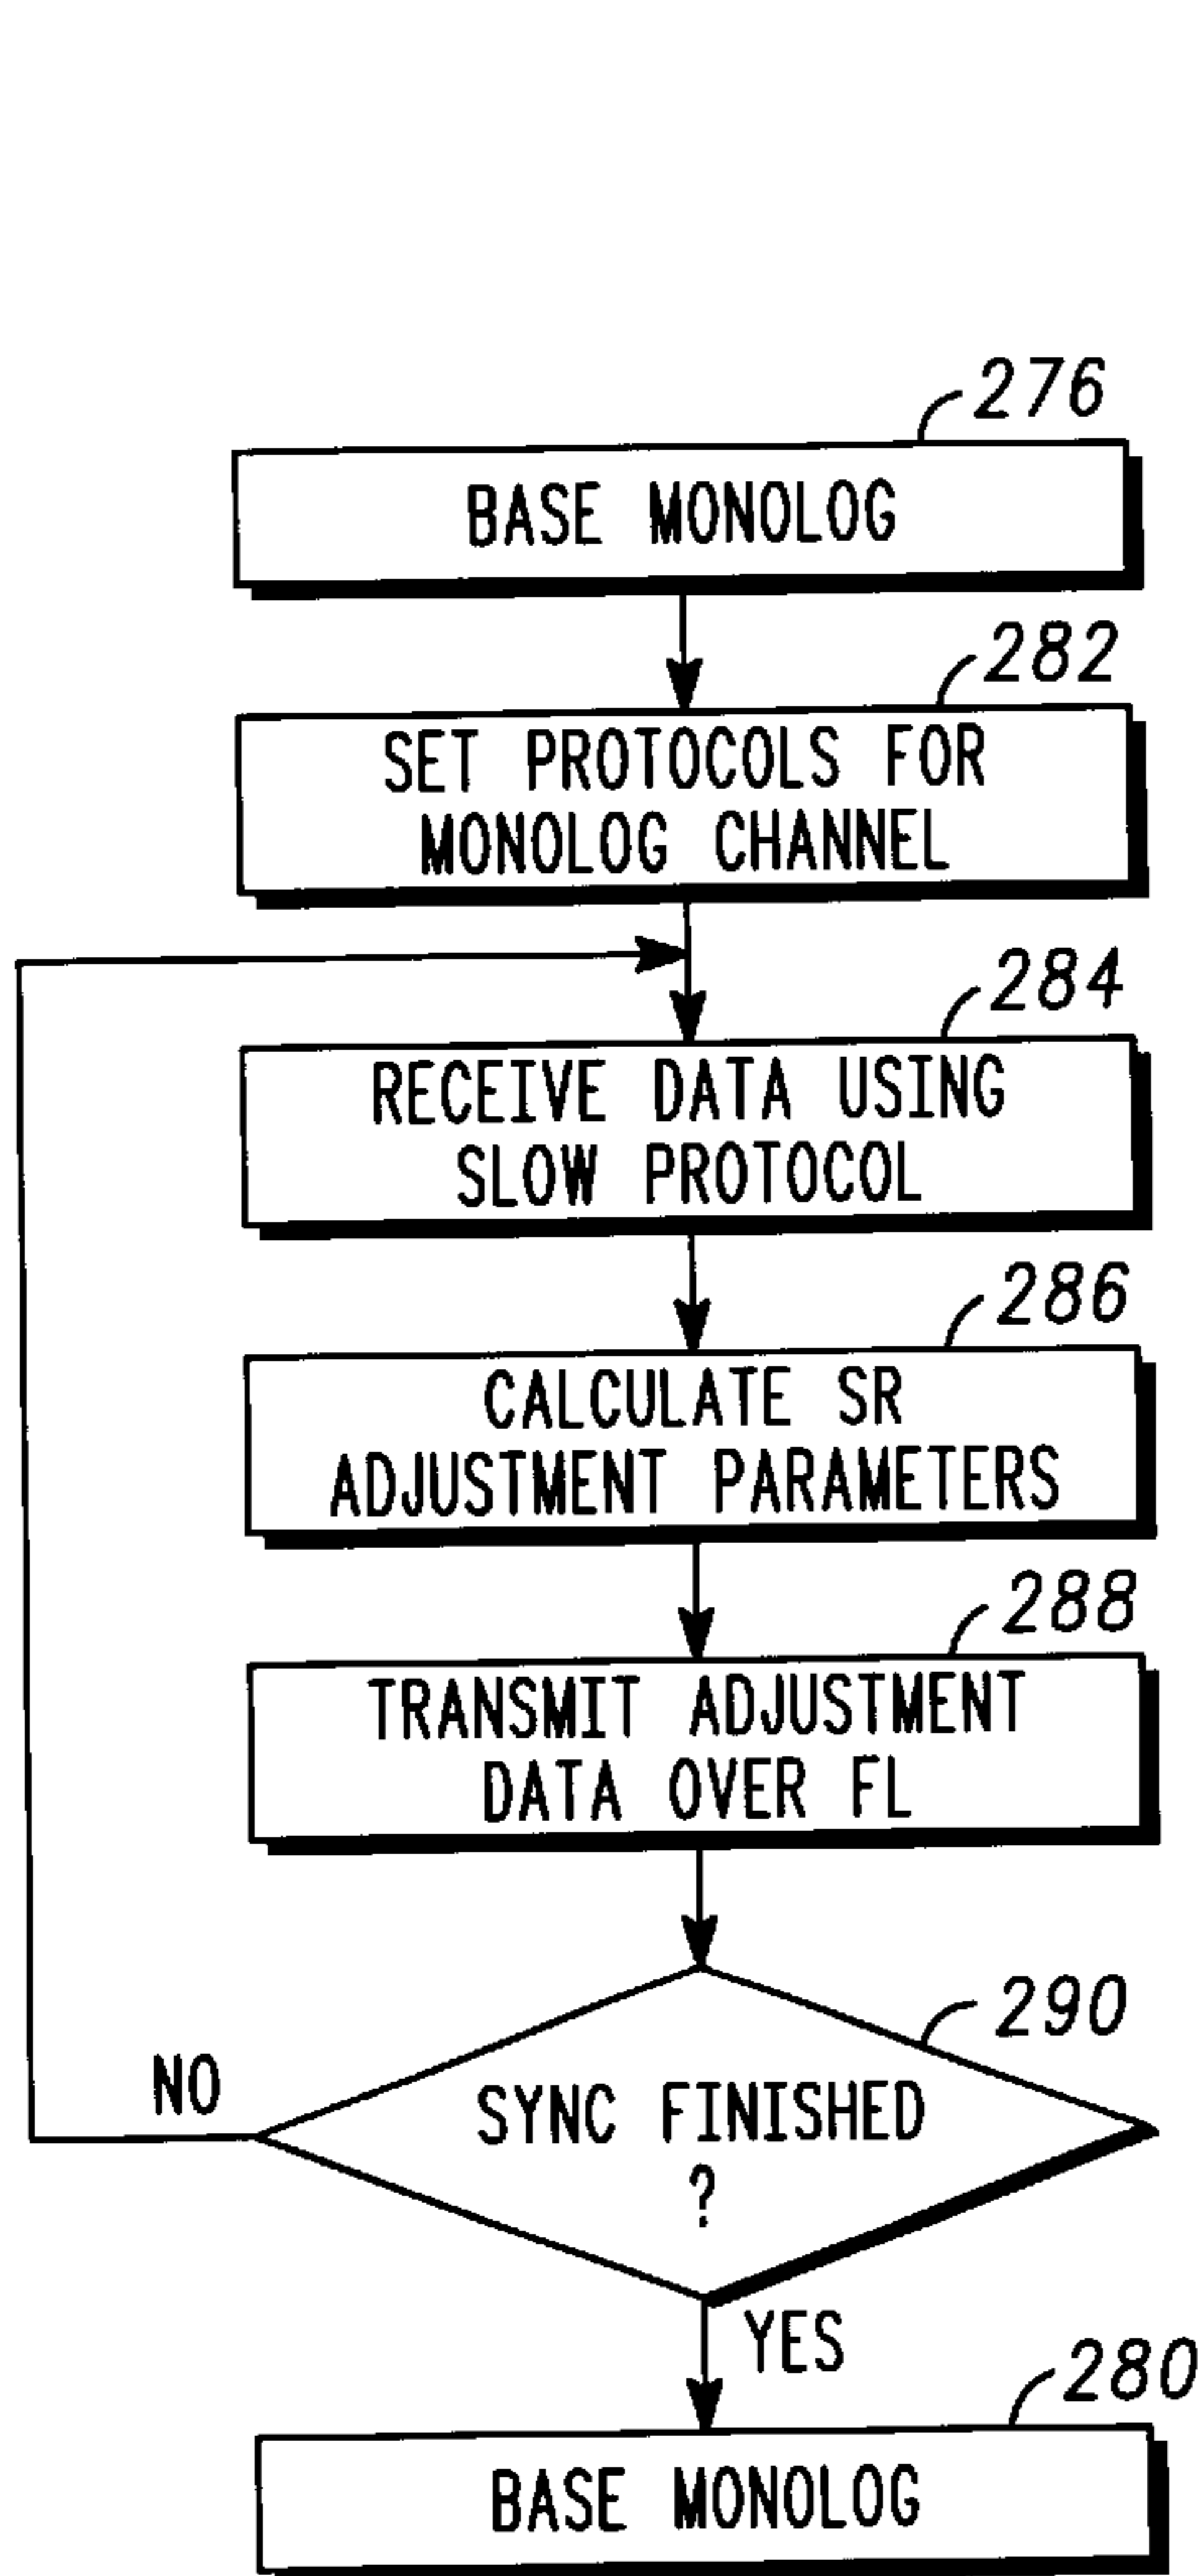 276
BASE MONOLOG
282
SET PROTOCOLS FOR
MONOLOG CHANNEL
284
RECEIVE DATA USING
SLOW PROTOCOL
286
CALCULATE SR
ADJUSTMENT PARAMETERS
288
TRANSMIT ADJUSTMENT
DATA OVER FL
290
NO
SYNC FINISHED
?
YES
280
BASE MONOLOG